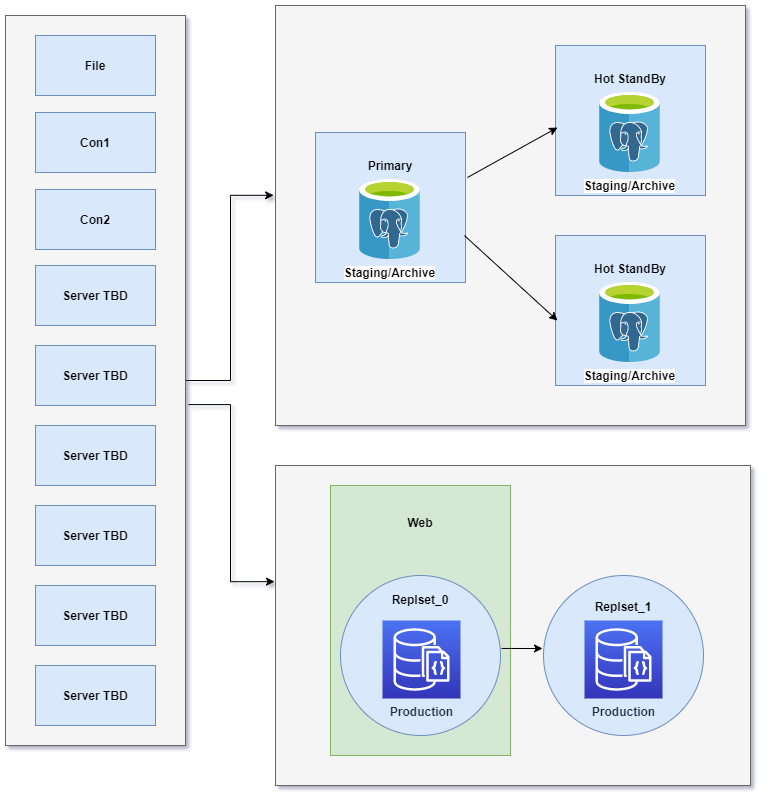 File
Con1
Con2
Server TBD
Server TBD
Server TBD
Server TBD
Server TBD
Server TBD
Primary
Staging/Archive
Hot StandBy
Staging/Archive
Hot StandBy
Staging/Archive
Web
Replset_0
Production
Replset_1
Production